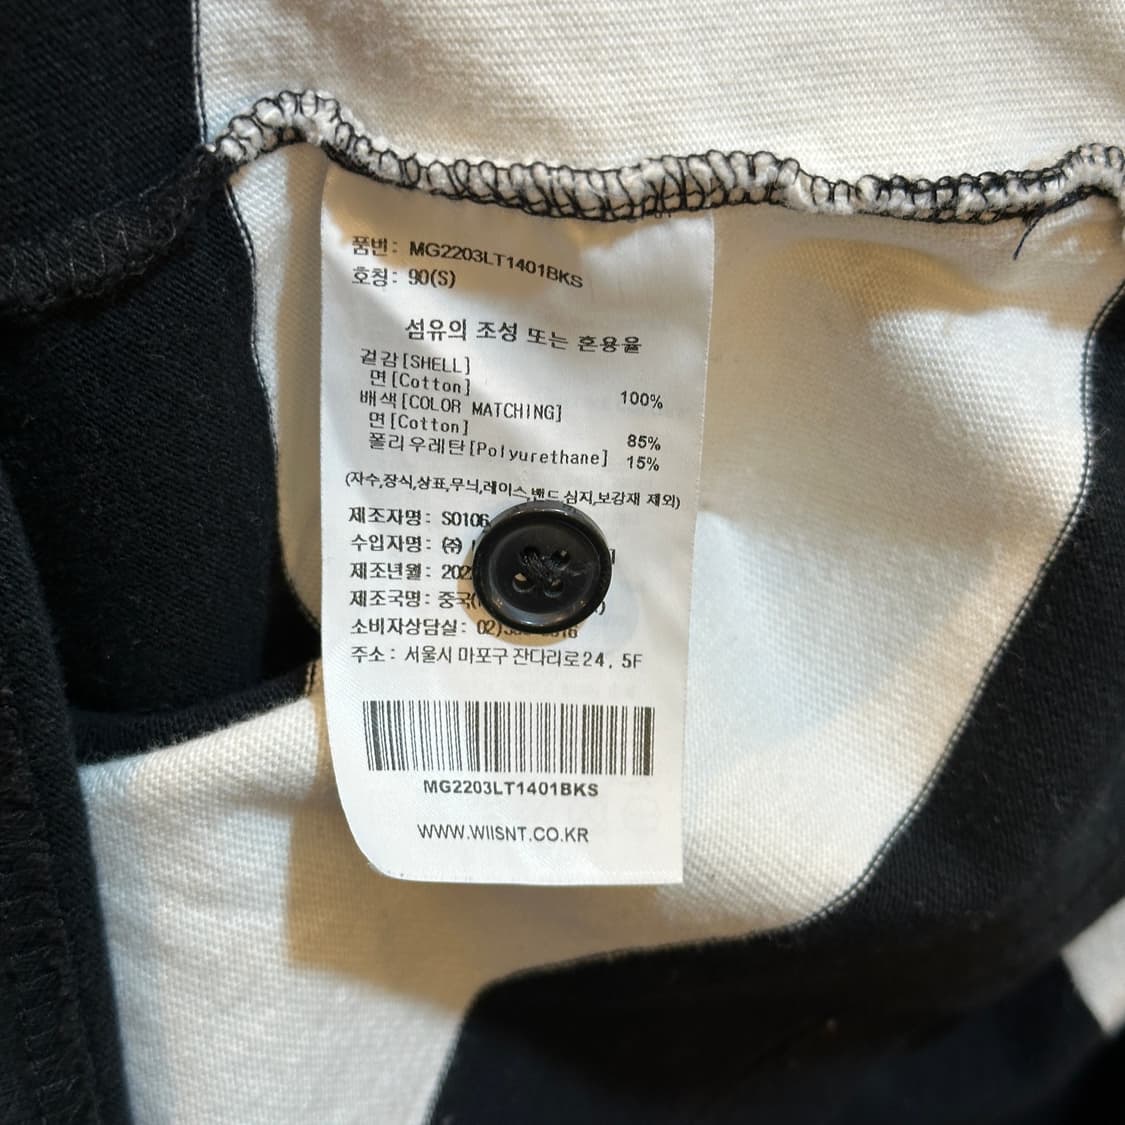 품번: MG2203LT1401BKS
호칭: 90(S)
섬유의 조성 또는 혼용율
겉감[SHELL]
면[Cotton] 100%
배색[COLOR MATCHING]
면[Cotton] 85%
폴리우레탄[Polyurethane] 15%
(자수,장식,상표,무늬,레이스,밴드 심지,보강재 제외)
제조자명: S0106
수입자명: ㈜
제조년월:
제조국명: 중국
소비자상담실:
주소: 서울시 마포구 잔다리로24, 5F
MG2203LT1401BKS
WWW.WIISNT.CO.KR